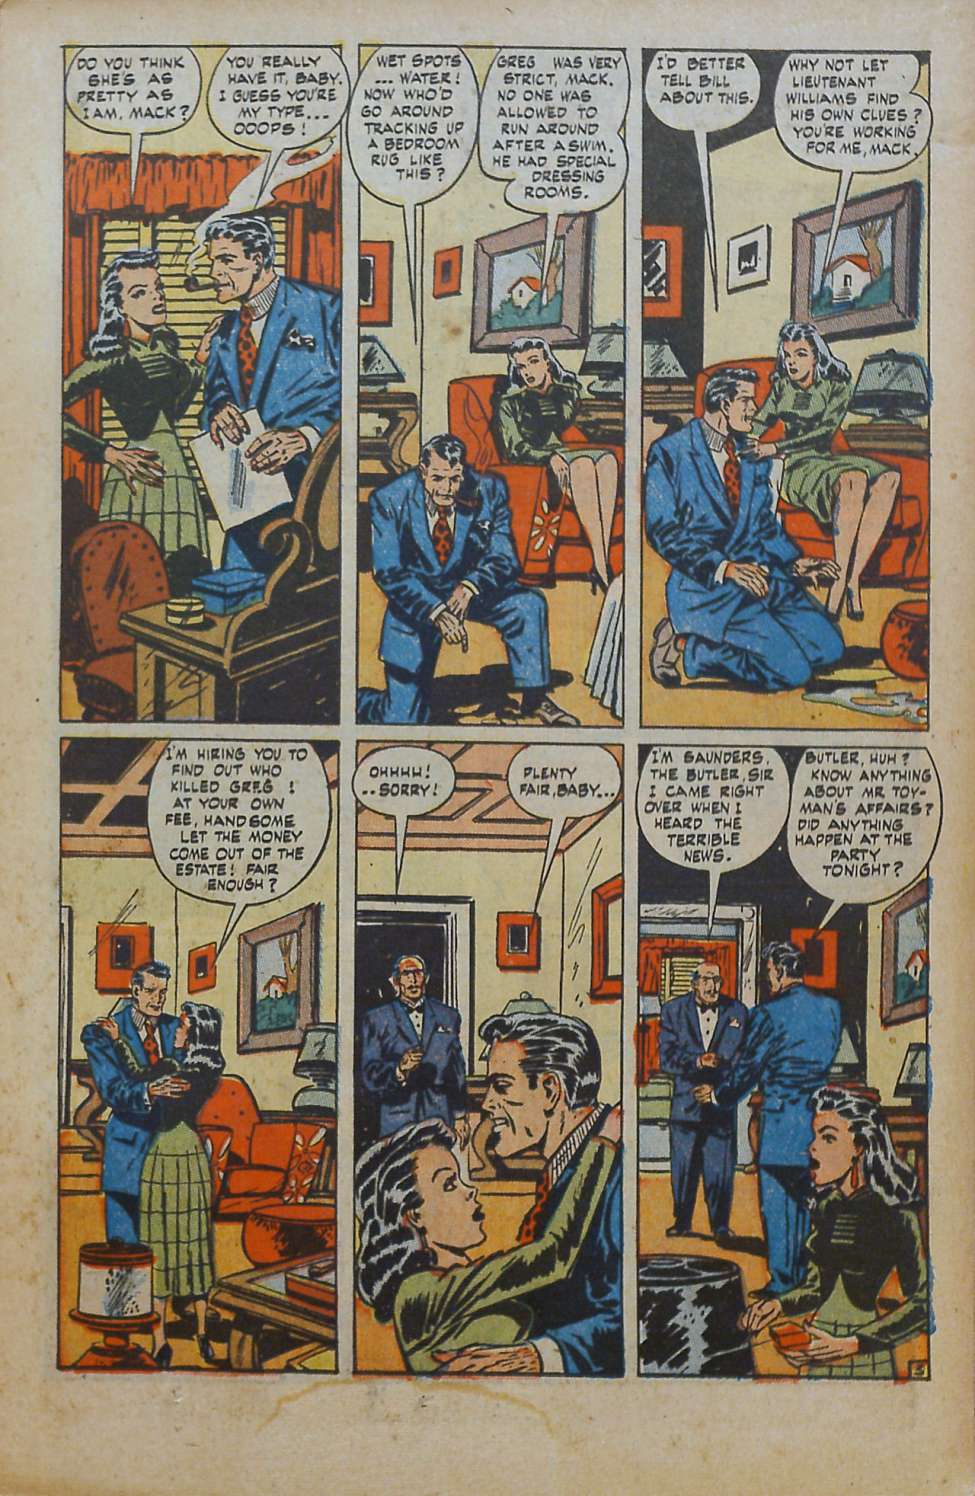 DO YOU THINK
SHE'S AS
PRETTY AS
I AM, MACK?
YOU REALLY
HAVE IT, BABY.
I GUESS YOU'RE
MY TYPE...
OOOPS!
WET SPOTS
... WATER!
NOW WHO'D
GO AROUND
TRACKING UP
A BEDROOM
RUG LIKE
THIS?
GREG WAS VERY
STRICT, MACK.
NO ONE WAS
ALLOWED TO
RUN AROUND
AFTER A SWIM.
HE HAD SPECIAL
DRESSING
ROOMS.
I'D BETTER
TELL BILL
ABOUT THIS.
WHY NOT LET
LIEUTENANT
WILLIAMS FIND
HIS OWN CLUES?
YOU'RE WORKING
FOR ME, MACK.
I'M HIRING YOU TO
FIND OUT WHO
KILLED GREG!
AT YOUR OWN
FEE, HANDSOME
LET THE MONEY
COME OUT OF THE
ESTATE! FAIR
ENOUGH?
OHHHH!
..SORRY!
PLENTY
FAIR, BABY...
I'M SAUNDERS,
THE BUTLER, SIR
I CAME RIGHT
OVER WHEN I
HEARD THE
TERRIBLE
NEWS.
BUTLER, HUH?
KNOW ANYTHING
ABOUT MR TOY-
MAN'S AFFAIRS?
DID ANYTHING
HAPPEN AT THE
PARTY
TONIGHT?
5